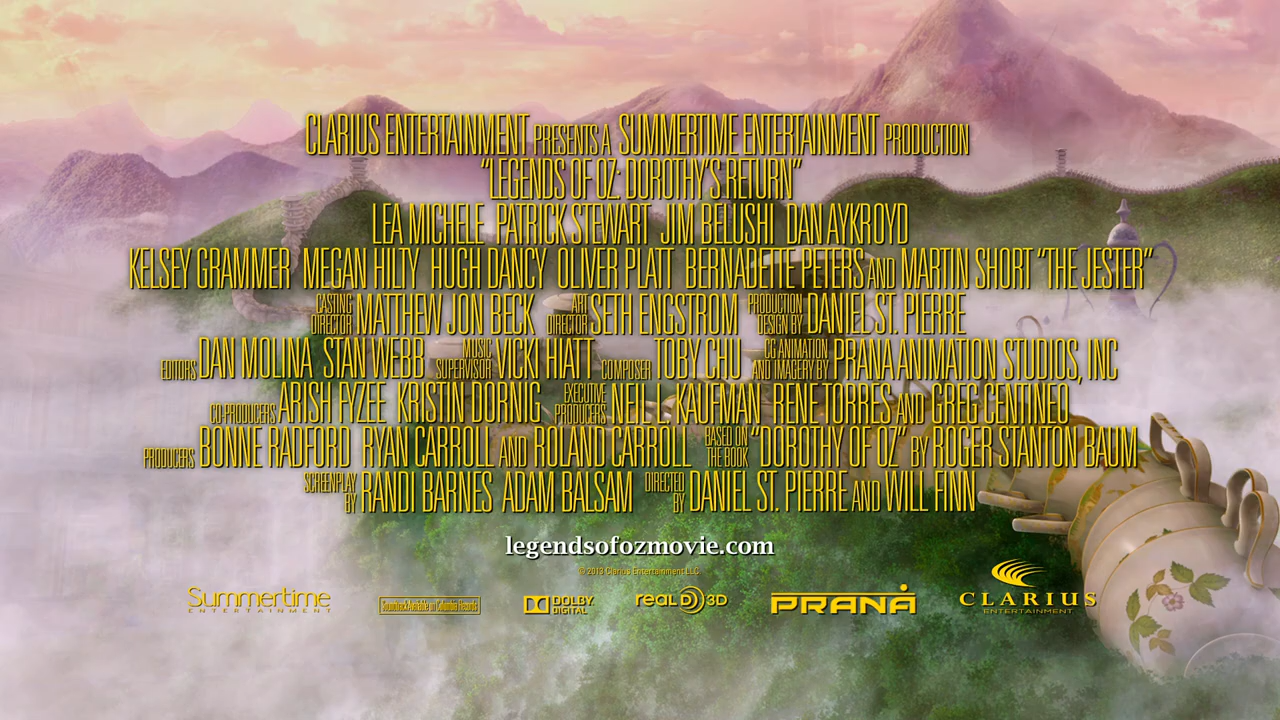 CLARIUS ENTERTAINMENT PRESENTS A SUMMERTIME ENTERTAINMENT PRODUCTION
"LEGENDS OF OZ: DOROTHY'S RETURN"
LEA MICHELE PATRICK STEWART JIM BELUSHI DAN AYKROYD
KELSEY GRAMMER MEGAN HILTY HUGH DANCY OLIVER PLATT BERNADETTE PETERS AND MARTIN SHORT "THE JESTER"
CASTING DIRECTOR MATTHEW JON BECK ART DIRECTOR SETH ENGSTROM PRODUCTION DESIGN BY DANIEL ST. PIERRE
EDITORS DAN MOLINA STAN WEBB MUSIC SUPERVISOR VICKI HIATT COMPOSER TOBY CHU CG ANIMATION AND IMAGERY BY PRANA ANIMATION STUDIOS, INC
CO-PRODUCERS ARISH FYZEE KRISTIN DORNIG EXECUTIVE PRODUCERS NEIL L. KAUFMAN RENE TORRES AND GREG CENTINEO
PRODUCERS BONNE RADFORD RYAN CARROLL AND ROLAND CARROLL BASED ON THE BOOK "DOROTHY OF OZ" BY ROGER STANTON BAUM
SCREENPLAY BY RANDI BARNES ADAM BALSAM DIRECTED BY DANIEL ST. PIERRE AND WILL FINN
legendsofozmovie.com
© 2013 Clarius Entertainment LLC
Summertime ENTERTAINMENT
Soundtrack Available on Columbia Records
DOLBY DIGITAL
REAL D 3D
PRANA
CLARIUS ENTERTAINMENT